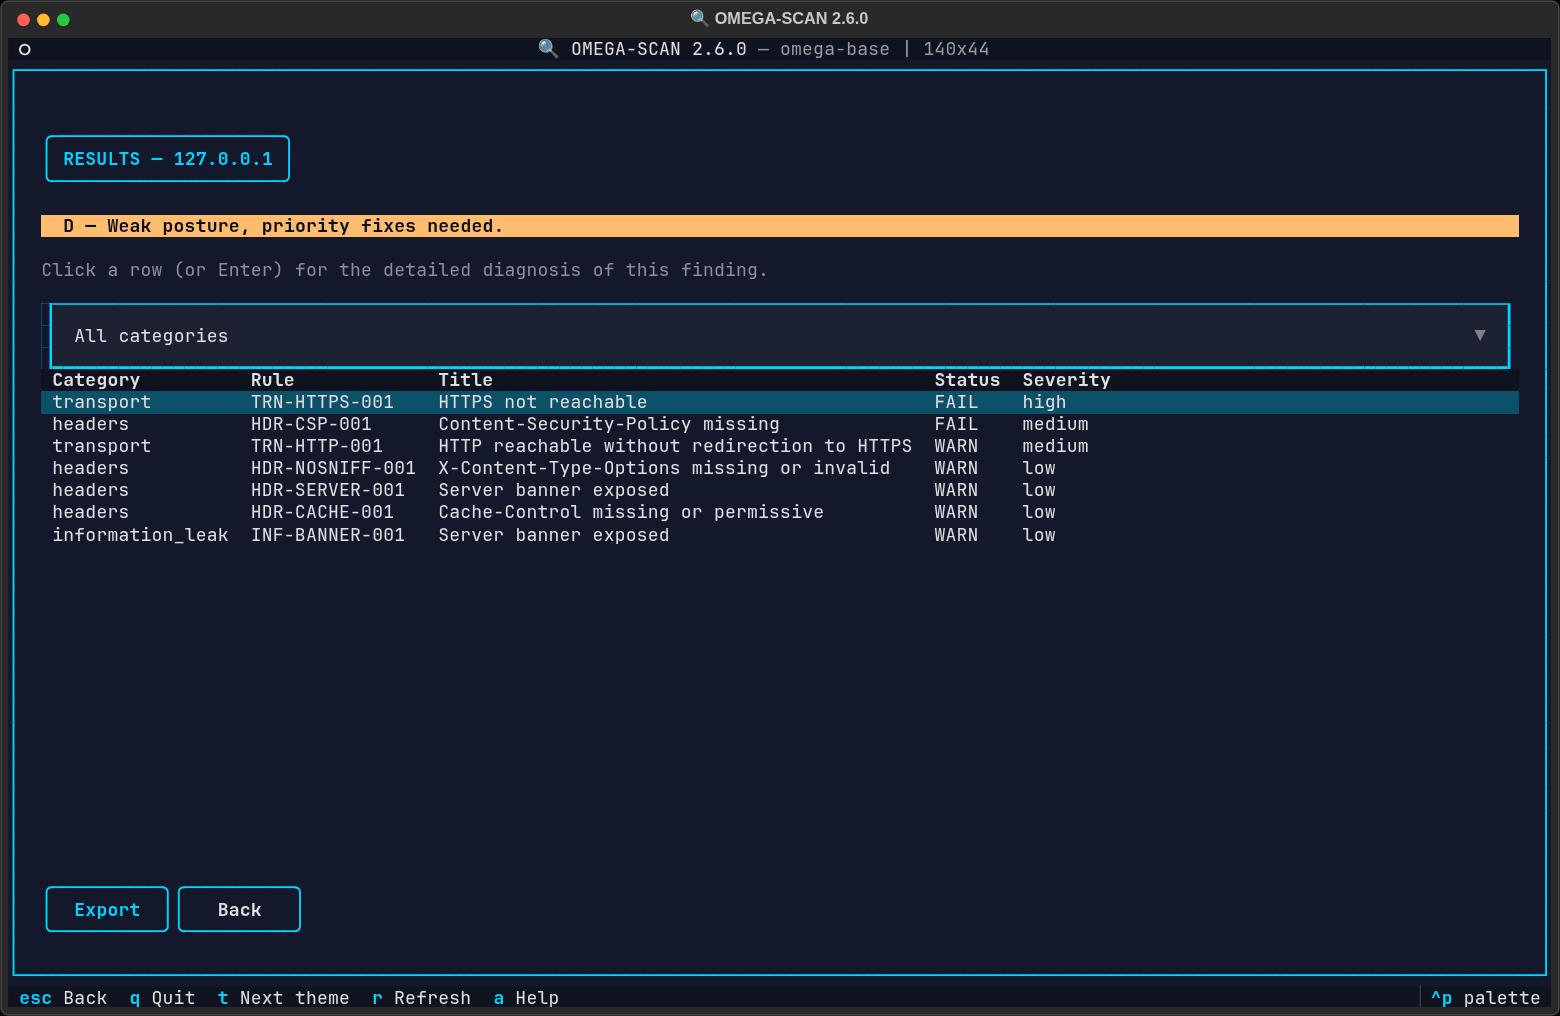 🔍 OMEGA-SCAN 2.6.0
🔍 OMEGA-SCAN 2.6.0 — omega-base | 140x44
RESULTS — 127.0.0.1
D — Weak posture, priority fixes needed.
Click a row (or Enter) for the detailed diagnosis of this finding.
All categories ▼
Category Rule Title Status Severity
transport TRN-HTTPS-001 HTTPS not reachable FAIL high
headers HDR-CSP-001 Content-Security-Policy missing FAIL medium
transport TRN-HTTP-001 HTTP reachable without redirection to HTTPS WARN medium
headers HDR-NOSNIFF-001 X-Content-Type-Options missing or invalid WARN low
headers HDR-SERVER-001 Server banner exposed WARN low
headers HDR-CACHE-001 Cache-Control missing or permissive WARN low
information_leak INF-BANNER-001 Server banner exposed WARN low
Export Back
esc Back q Quit t Next theme r Refresh a Help ^p palette